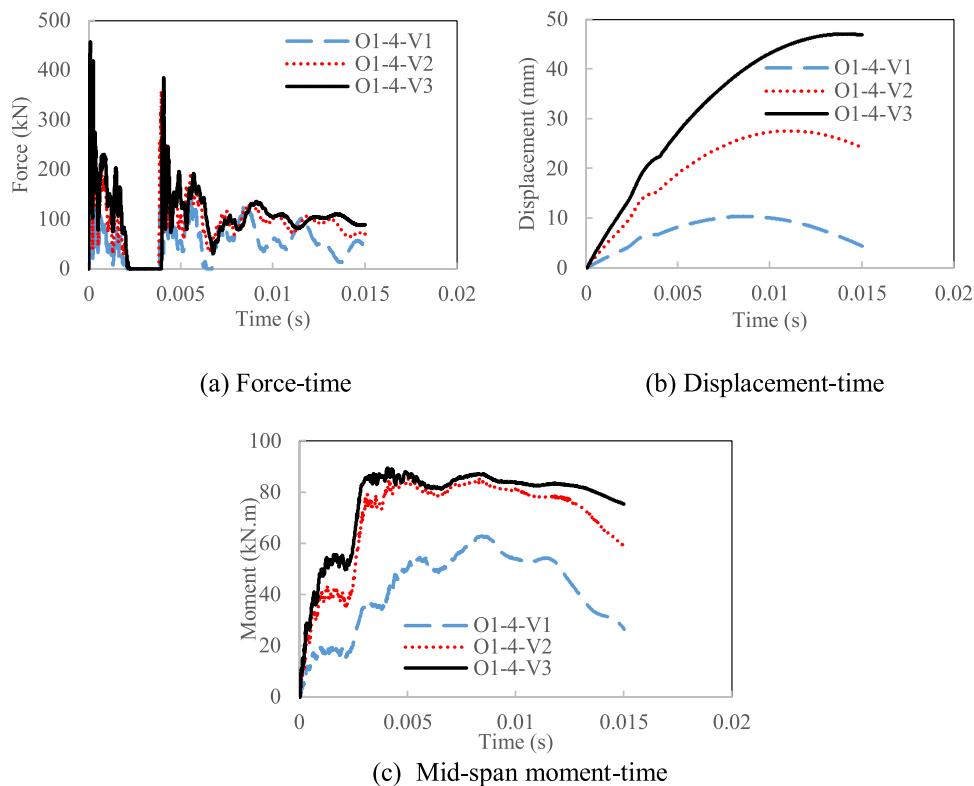 500
400
300
200
100
0
Force (kN)
O1-4-V1
O1-4-V2
O1-4-V3
0 0.005 0.01 0.015 0.02
Time (s)
(a) Force-time
50
40
30
20
10
0
Displacement (mm)
O1-4-V1
O1-4-V2
O1-4-V3
0 0.005 0.01 0.015 0.02
Time (s)
(b) Displacement-time
100
80
60
40
20
0
Moment (kN.m)
O1-4-V1
O1-4-V2
O1-4-V3
0 0.005 0.01 0.015 0.02
Time (s)
(c) Mid-span moment-time